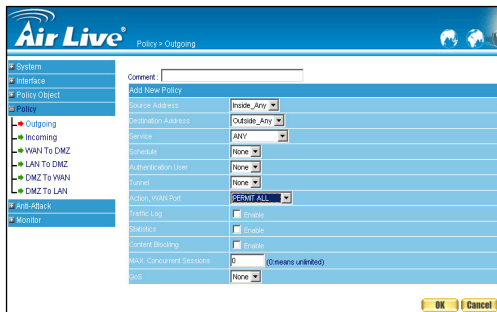 Air Live®
Policy > Outgoing
System
Interface
Policy Object
Policy
Outgoing
Incoming
WAN To DMZ
LAN To DMZ
DMZ To WAN
DMZ To LAN
Anti-Attack
Monitor
Comment :
Add New Policy
Source Address Inside_Any
Destination Address Outside_Any
Service ANY
Schedule None
Authentication User None
Tunnel None
Action, WAN Port PERMIT ALL
Traffic Log Enable
Statistics Enable
Content Blocking Enable
MAX. Concurrent Sessions 0 (0:means unlimited)
QoS None
OK Cancel